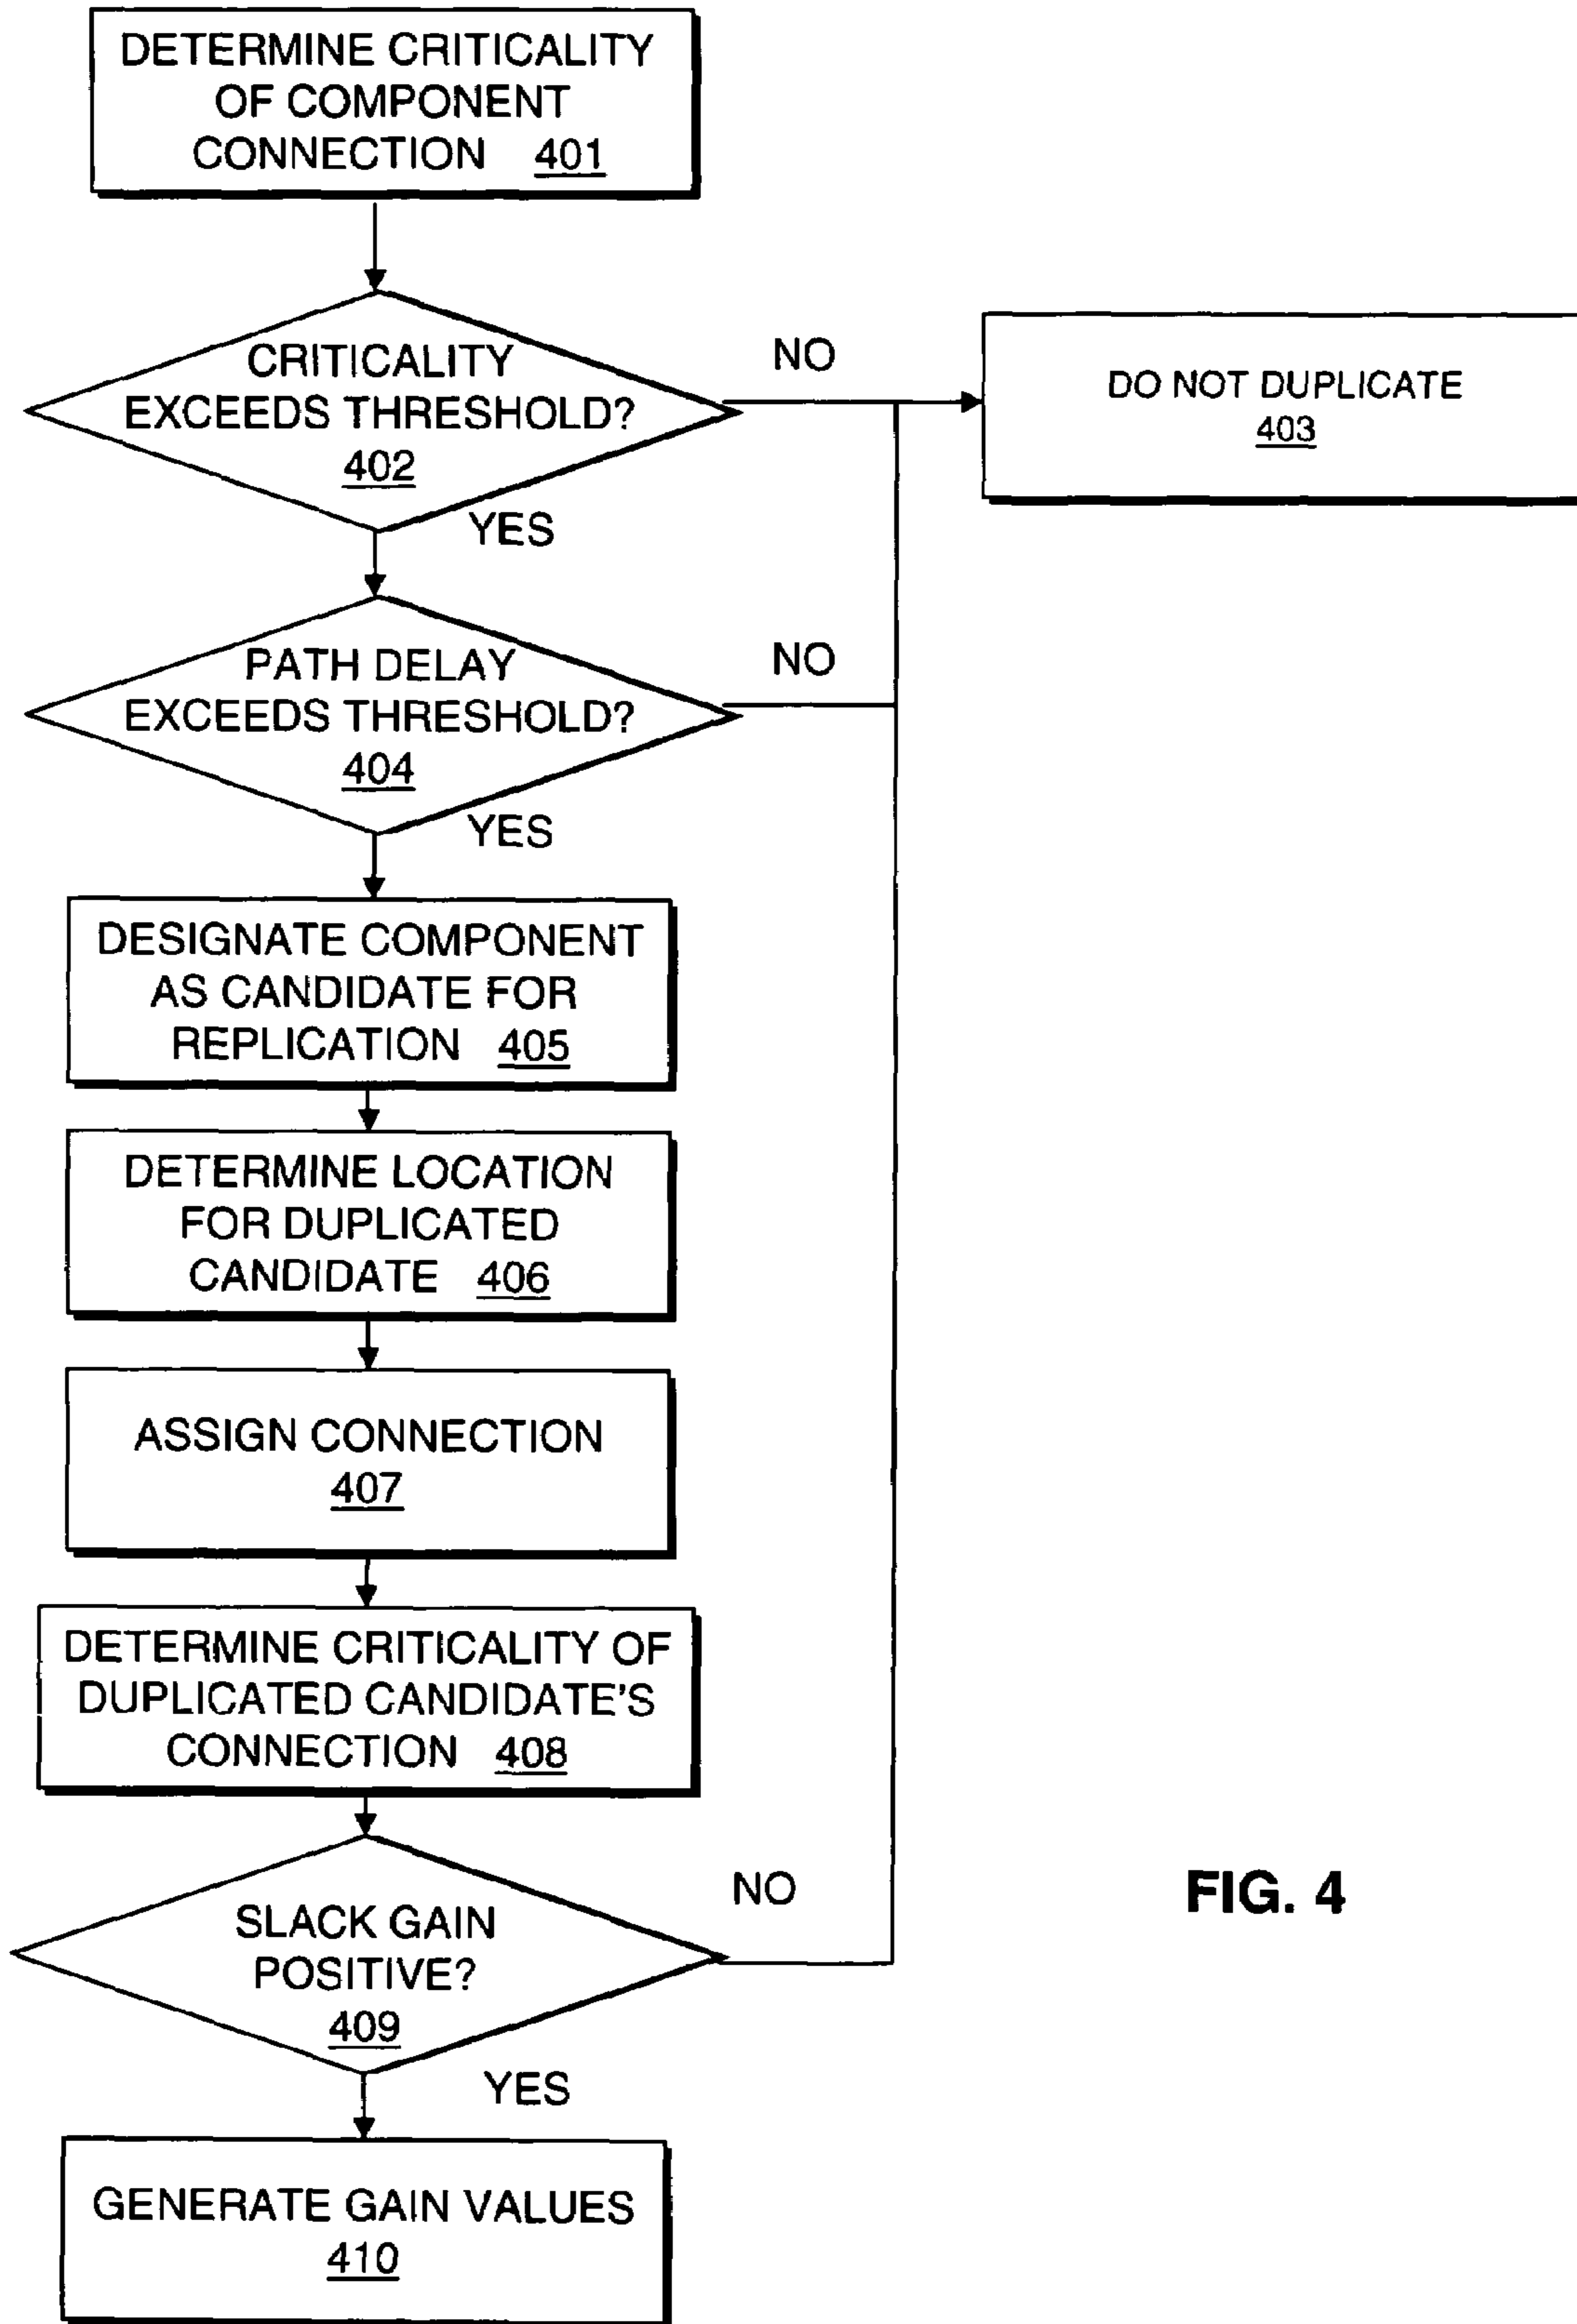 DETERMINE CRITICALITY
OF COMPONENT
CONNECTION 401
CRITICALITY
EXCEEDS THRESHOLD?
402
NO
YES
DO NOT DUPLICATE
403
PATH DELAY
EXCEEDS THRESHOLD?
404
NO
YES
DESIGNATE COMPONENT
AS CANDIDATE FOR
REPLICATION 405
DETERMINE LOCATION
FOR DUPLICATED
CANDIDATE 406
ASSIGN CONNECTION
407
DETERMINE CRITICALITY OF
DUPLICATED CANDIDATE'S
CONNECTION 408
SLACK GAIN
POSITIVE?
409
NO
YES
GENERATE GAIN VALUES
410
FIG. 4